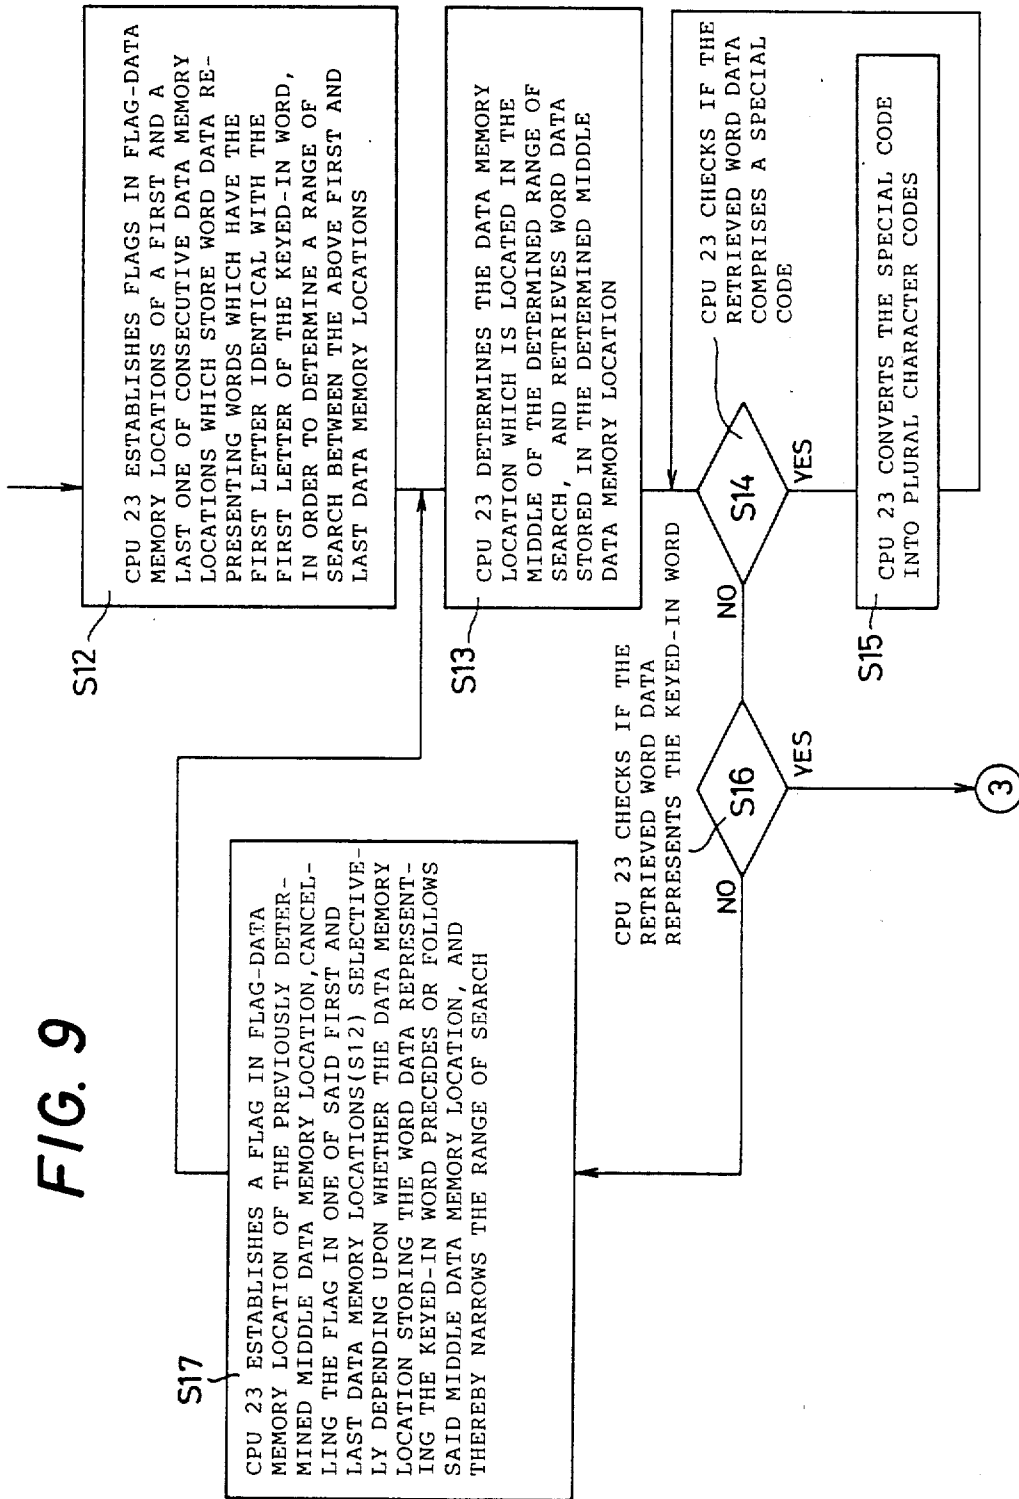 FIG. 9
S12
CPU 23 ESTABLISHES FLAGS IN FLAG-DATA
MEMORY LOCATIONS OF A FIRST AND A
LAST ONE OF CONSECUTIVE DATA MEMORY
LOCATIONS WHICH STORE WORD DATA RE-
PRESENTING WORDS WHICH HAVE THE
FIRST LETTER IDENTICAL WITH THE
FIRST LETTER OF THE KEYED-IN WORD,
IN ORDER TO DETERMINE A RANGE OF
SEARCH BETWEEN THE ABOVE FIRST AND
LAST DATA MEMORY LOCATIONS
S13
CPU 23 DETERMINES THE DATA MEMORY
LOCATION WHICH IS LOCATED IN THE
MIDDLE OF THE DETERMINED RANGE OF
SEARCH, AND RETRIEVES WORD DATA
STORED IN THE DETERMINED MIDDLE
DATA MEMORY LOCATION
CPU 23 CHECKS IF THE
RETRIEVED WORD DATA
COMPRISES A SPECIAL
CODE
S14
YES
NO
S15
CPU 23 CONVERTS THE SPECIAL CODE
INTO PLURAL CHARACTER CODES
CPU 23 CHECKS IF THE
RETRIEVED WORD DATA
REPRESENTS THE KEYED-IN WORD
S16
YES
NO
3
S17
CPU 23 ESTABLISHES A FLAG IN FLAG-DATA
MEMORY LOCATION OF THE PREVIOUSLY DETER-
MINED MIDDLE DATA MEMORY LOCATION,CANCEL-
LING THE FLAG IN ONE OF SAID FIRST AND
LAST DATA MEMORY LOCATIONS(S12) SELECTIVE-
LY DEPENDING UPON WHETHER THE DATA MEMORY
LOCATION STORING THE WORD DATA REPRESENT-
ING THE KEYED-IN WORD PRECEDES OR FOLLOWS
SAID MIDDLE DATA MEMORY LOCATION, AND
THEREBY NARROWS THE RANGE OF SEARCH